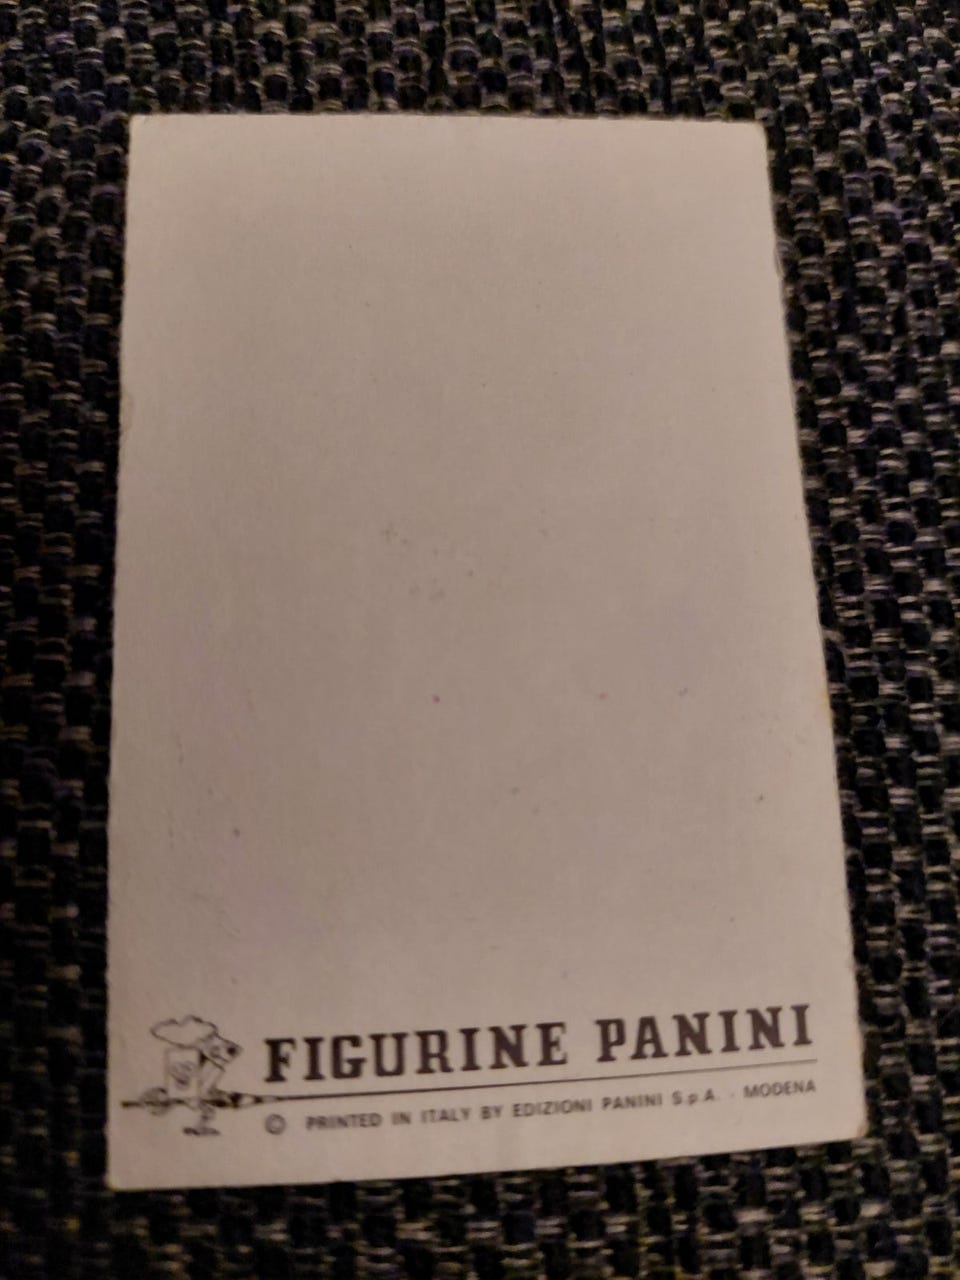 FIGURINE PANINI
© PRINTED IN ITALY BY EDIZIONI PANINI S.p.A. - MODENA